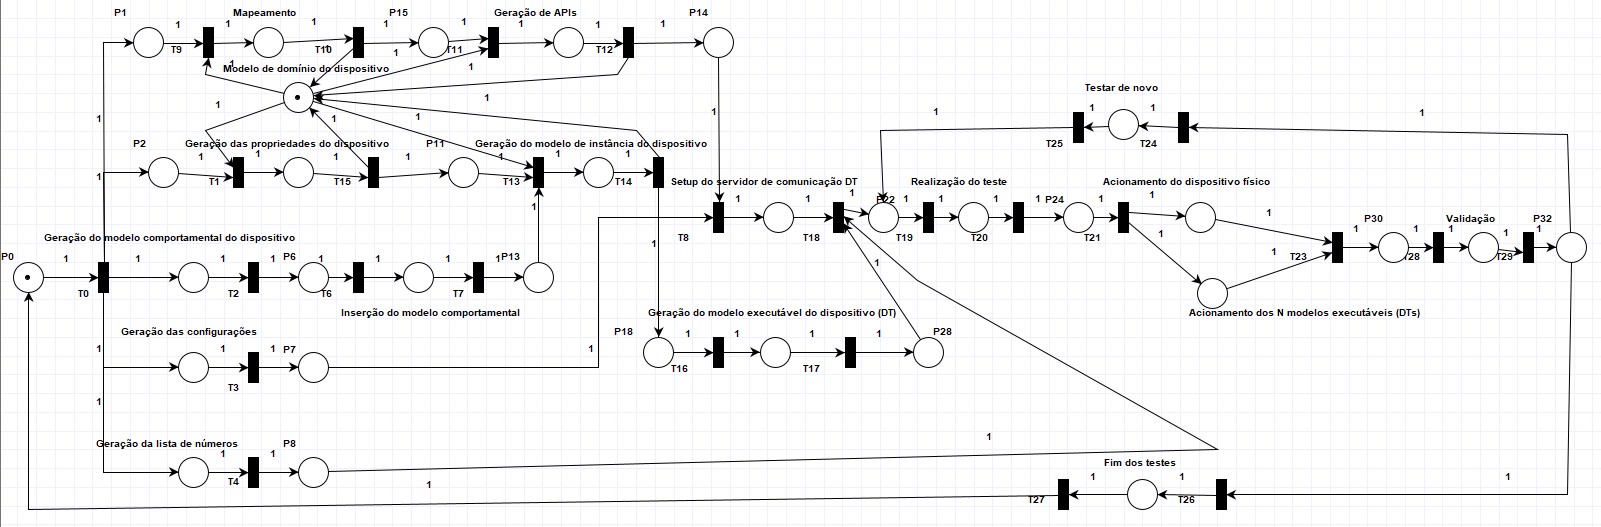 P1
Mapeamento
P15
Geração de APIs
P14
1
1
1
1
1
1
1
T9
T10
T11
T12
1
1
1
Modelo de domínio do dispositivo
1
Testar de novo
1
1
1
1
1
1
1
1
1
1
T25
T24
P2
Geração das propriedades do dispositivo
P11
Geração do modelo de instância do dispositivo
1
1
1
1
1
1
T1
T15
T13
T14
1
Setup do servidor de comunicação DT
Realização do teste
Acionamento do dispositivo físico
1
1
1
P22
1
1
1
1
P24
1
1
1
1
T8
T18
T19
T20
T21
1
P30
Validação
P32
1
1
1
1
T23
T28
T29
Geração do modelo comportamental do dispositivo
P0
1
1
1
P6
1
1
1
P13
1
1
1
T0
T2
T6
T7
Inserção do modelo comportamental
Geração do modelo executável do dispositivo (DT)
Acionamento dos N modelos executáveis (DTs)
Geração das configurações
P18
P28
1
1
1
P7
1
1
1
1
T3
T16
T17
1
Geração da lista de números
P8
1
1
1
T4
1
Fim dos testes
1
1
1
T27
T26